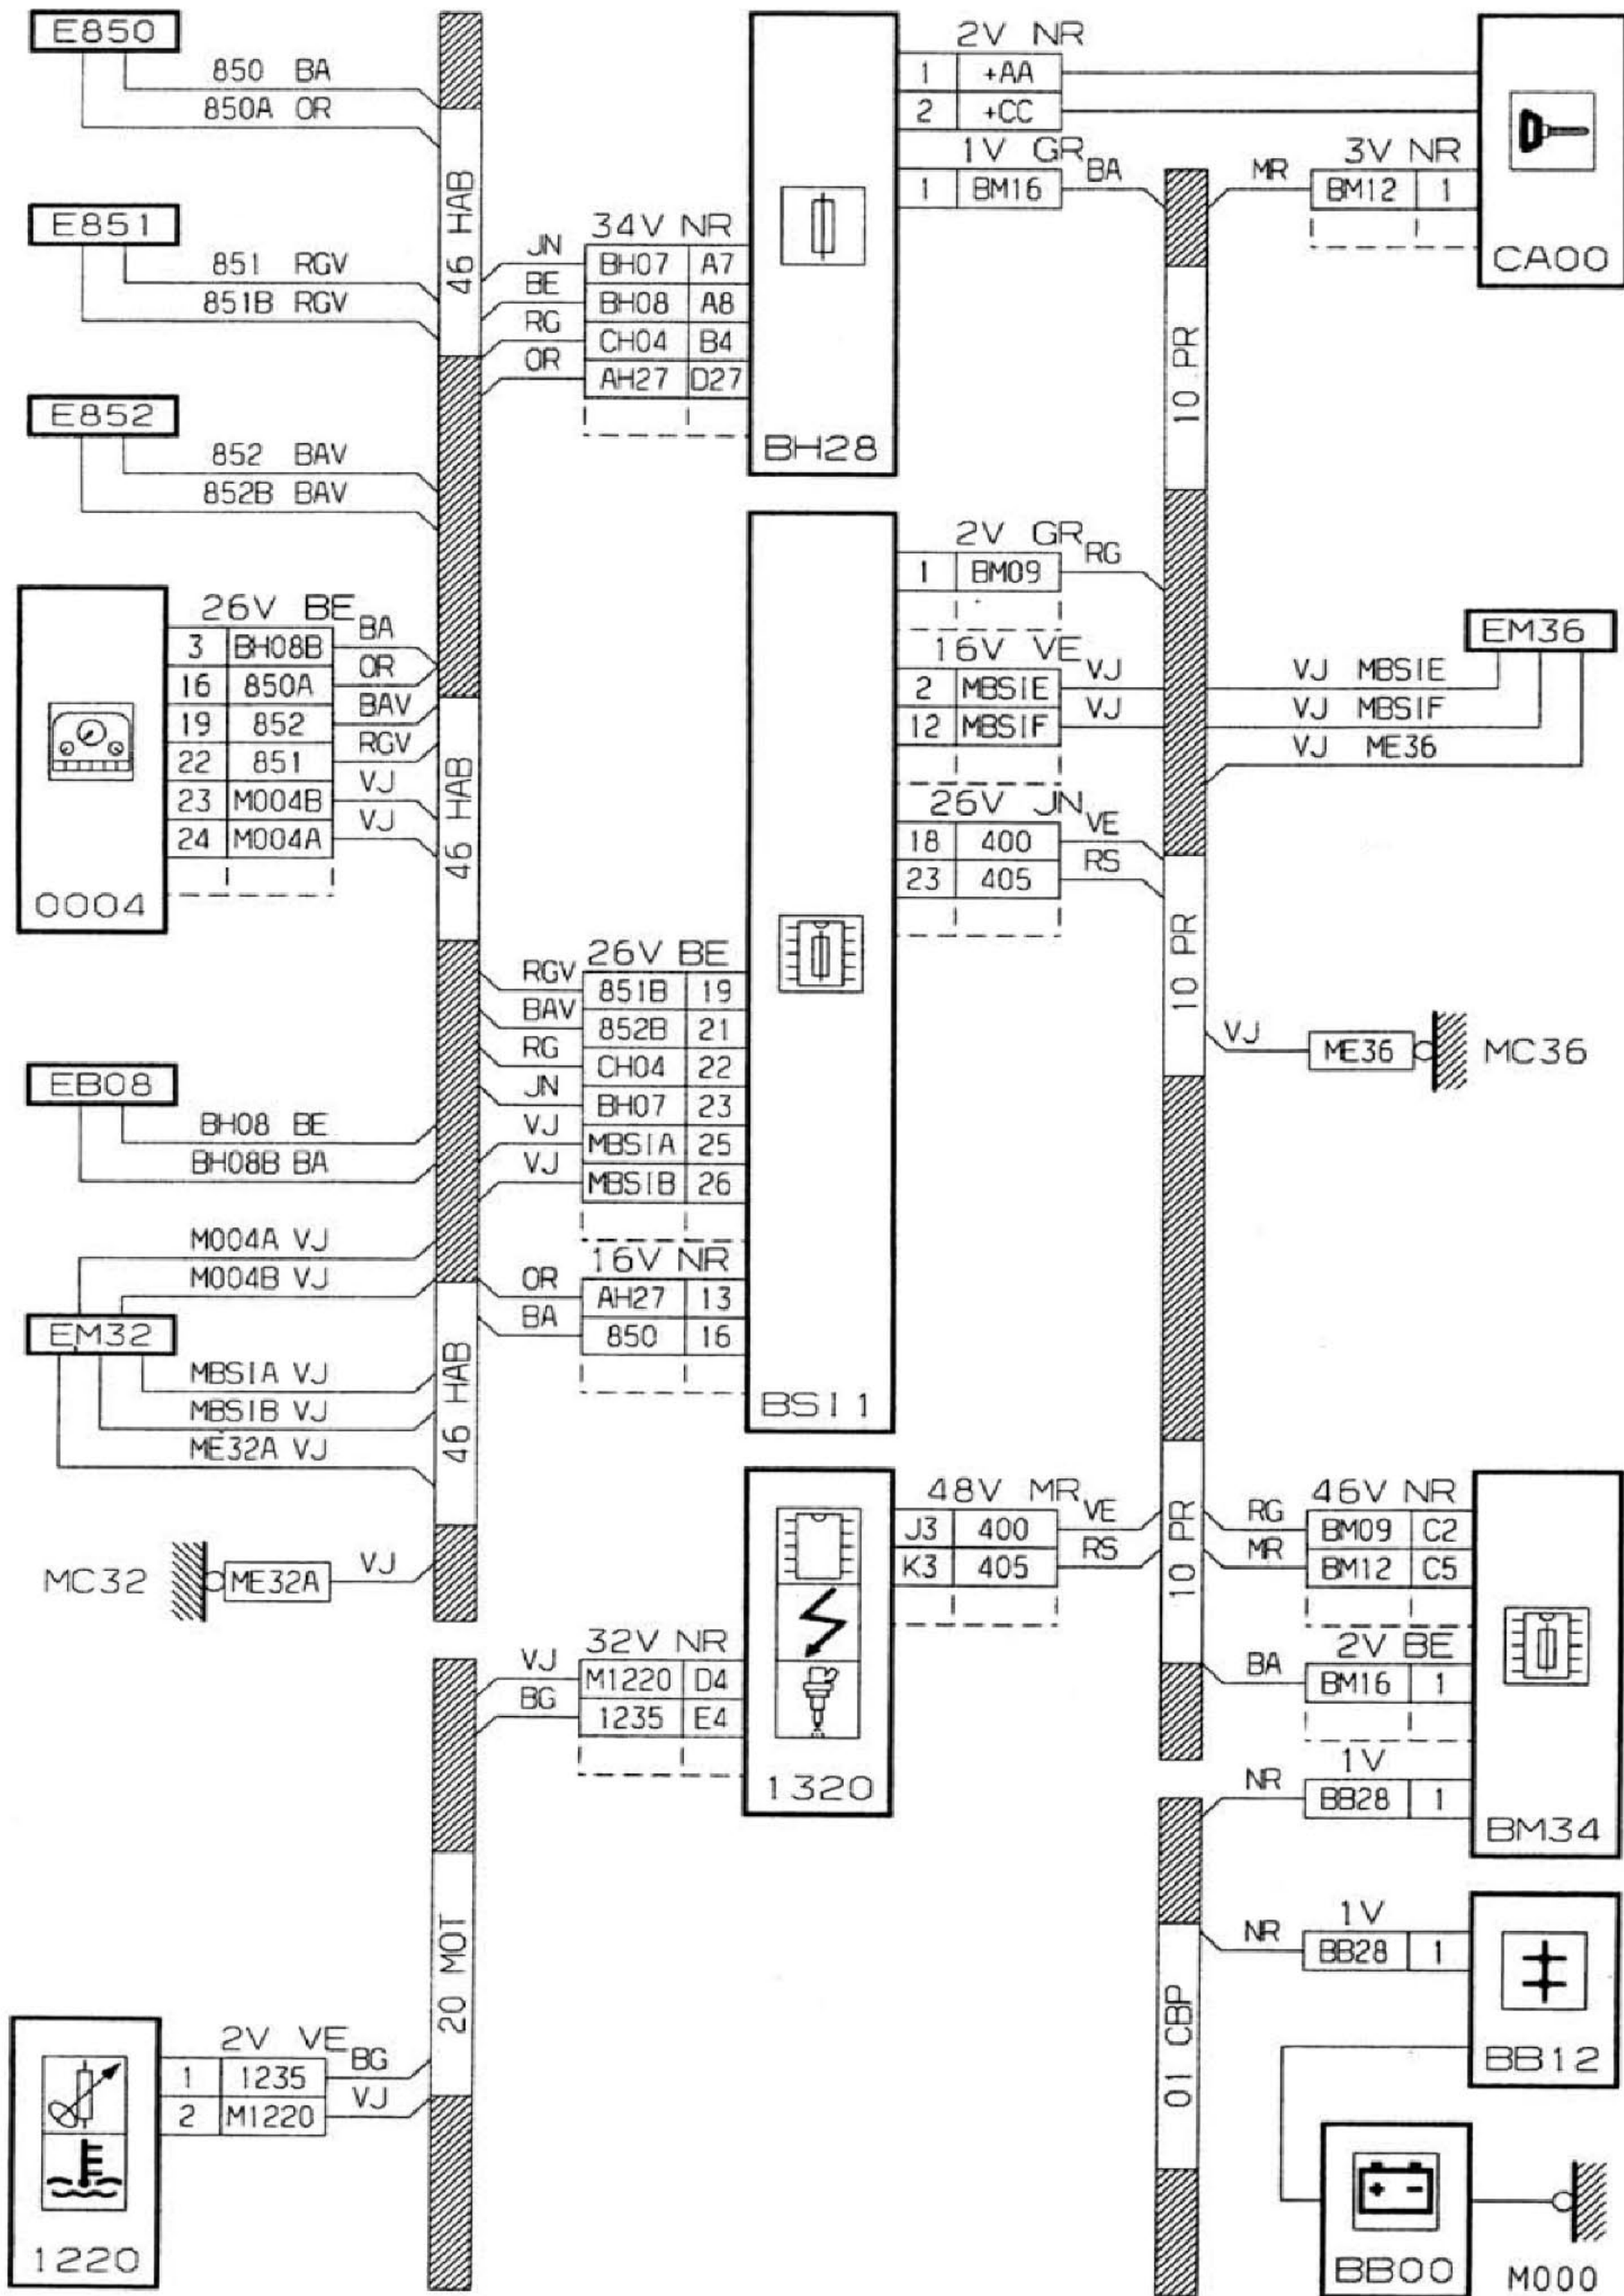 E850
850 BA
850A OR
E851
851 RGV
851B RGV
E852
852 BAV
852B BAV
46 HAB
34V NR
JN BH07 A7
BE BH08 A8
RG CH04 B4
OR AH27 D27
BH28
2V NR
1 +AA
2 +CC
1V GR
1 BM16 BA
3V NR
MR BM12 1
CA00
10 PR
0004
26V BE
3 BH08B BA
16 850A OR
19 852 BAV
22 851 RGV
23 M004B VJ
24 M004A VJ
46 HAB
2V GR
1 BM09 RG
16V VE
2 MBSIE VJ
12 MBSIF VJ
26V JN
18 400 VE
23 405 RS
EM36
VJ MBSIE
VJ MBSIF
VJ ME36
10 PR
VJ ME36 MC36
26V BE
RGV 851B 19
BAV 852B 21
RG CH04 22
JN BH07 23
VJ MBSIA 25
VJ MBSIB 26
16V NR
OR AH27 13
BA 850 16
BSI1
EB08
BH08 BE
BH08B BA
M004A VJ
M004B VJ
EM32
MBSIA VJ
MBSIB VJ
ME32A VJ
46 HAB
MC32 ME32A VJ
48V MR
J3 400 VE
K3 405 RS
32V NR
VJ M1220 D4
BG 1235 E4
1320
10 PR
46V NR
RG BM09 C2
MR BM12 C5
2V BE
BA BM16 1
1V
NR BB28 1
BM34
20 MOT
2V VE
1 1235 BG
2 M1220 VJ
1220
01 CBP
1V
NR BB28 1
BB12
+ -
BB00
M000